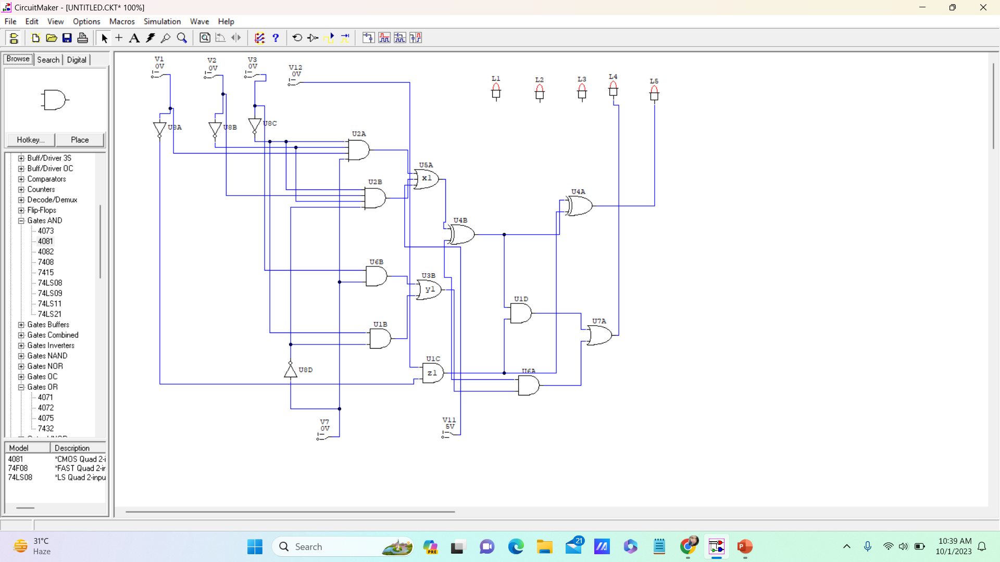 CircuitMaker - [UNTITLED.CKT* 100%]
File Edit View Options Macros Simulation Wave Help
Browse Search Digital
Hotkey... Place
Buff/Driver 3S
Buff/Driver OC
Comparators
Counters
Decode/Demux
Flip-Flops
Gates AND
4073
4081
4082
7408
7415
74LS08
74LS09
74LS11
74LS21
Gates Buffers
Gates Combined
Gates Inverters
Gates NAND
Gates NOR
Gates OC
Gates OR
4071
4072
4075
7432
Model Description
4081 *CMOS Quad 2-i
74F08 *FAST Quad 2-ir
74LS08 *LS Quad 2-inpu
V1
0V
V2
0V
V3
0V
V12
0V
L1
L2
L3
L4
L5
U8A
U8B
U8C
U2A
U5A
x1
U2B
U4A
U4B
U6B
U3B
y1
U1D
U7A
U1B
U1C
z1
U8D
U6A
V7
0V
V11
5V
31°C
Haze
Search
PRE
21
10:39 AM
10/1/2023